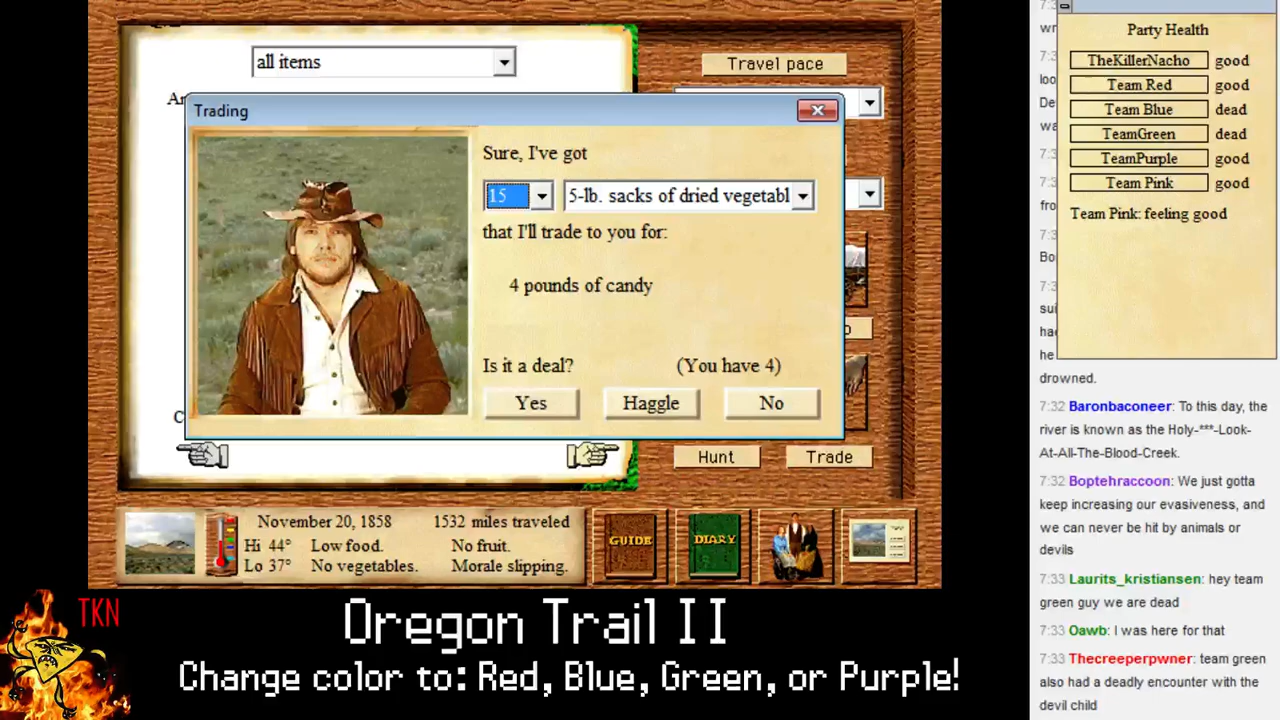 all items
Travel pace
Trading
Sure, I've got
15
5-lb. sacks of dried vegetabl
that I'll trade to you for:
4 pounds of candy
Is it a deal?
(You have 4)
Yes
Haggle
No
Hunt
Trade
November 20, 1858
1532 miles traveled
Hi 44°
Low food.
No fruit.
Lo 37°
No vegetables.
Morale slipping.
GUIDE
DIARY
TKN
Oregon Trail II
Change color to: Red, Blue, Green, or Purple!
Party Health
TheKillerNacho good
Team Red good
Team Blue dead
TeamGreen dead
TeamPurple good
Team Pink good
Team Pink: feeling good
drowned.
7:32 Baronbaconeer: To this day, the
river is known as the Holy-***-Look-
At-All-The-Blood-Creek.
7:32 Boptehraccoon: We just gotta
keep increasing our evasiveness, and
we can never be hit by animals or
devils
7:33 Laurits_kristiansen: hey team
green guy we are dead
7:33 Oawb: I was here for that
7:33 Thecreeperpwner: team green
also had a deadly encounter with the
devil child